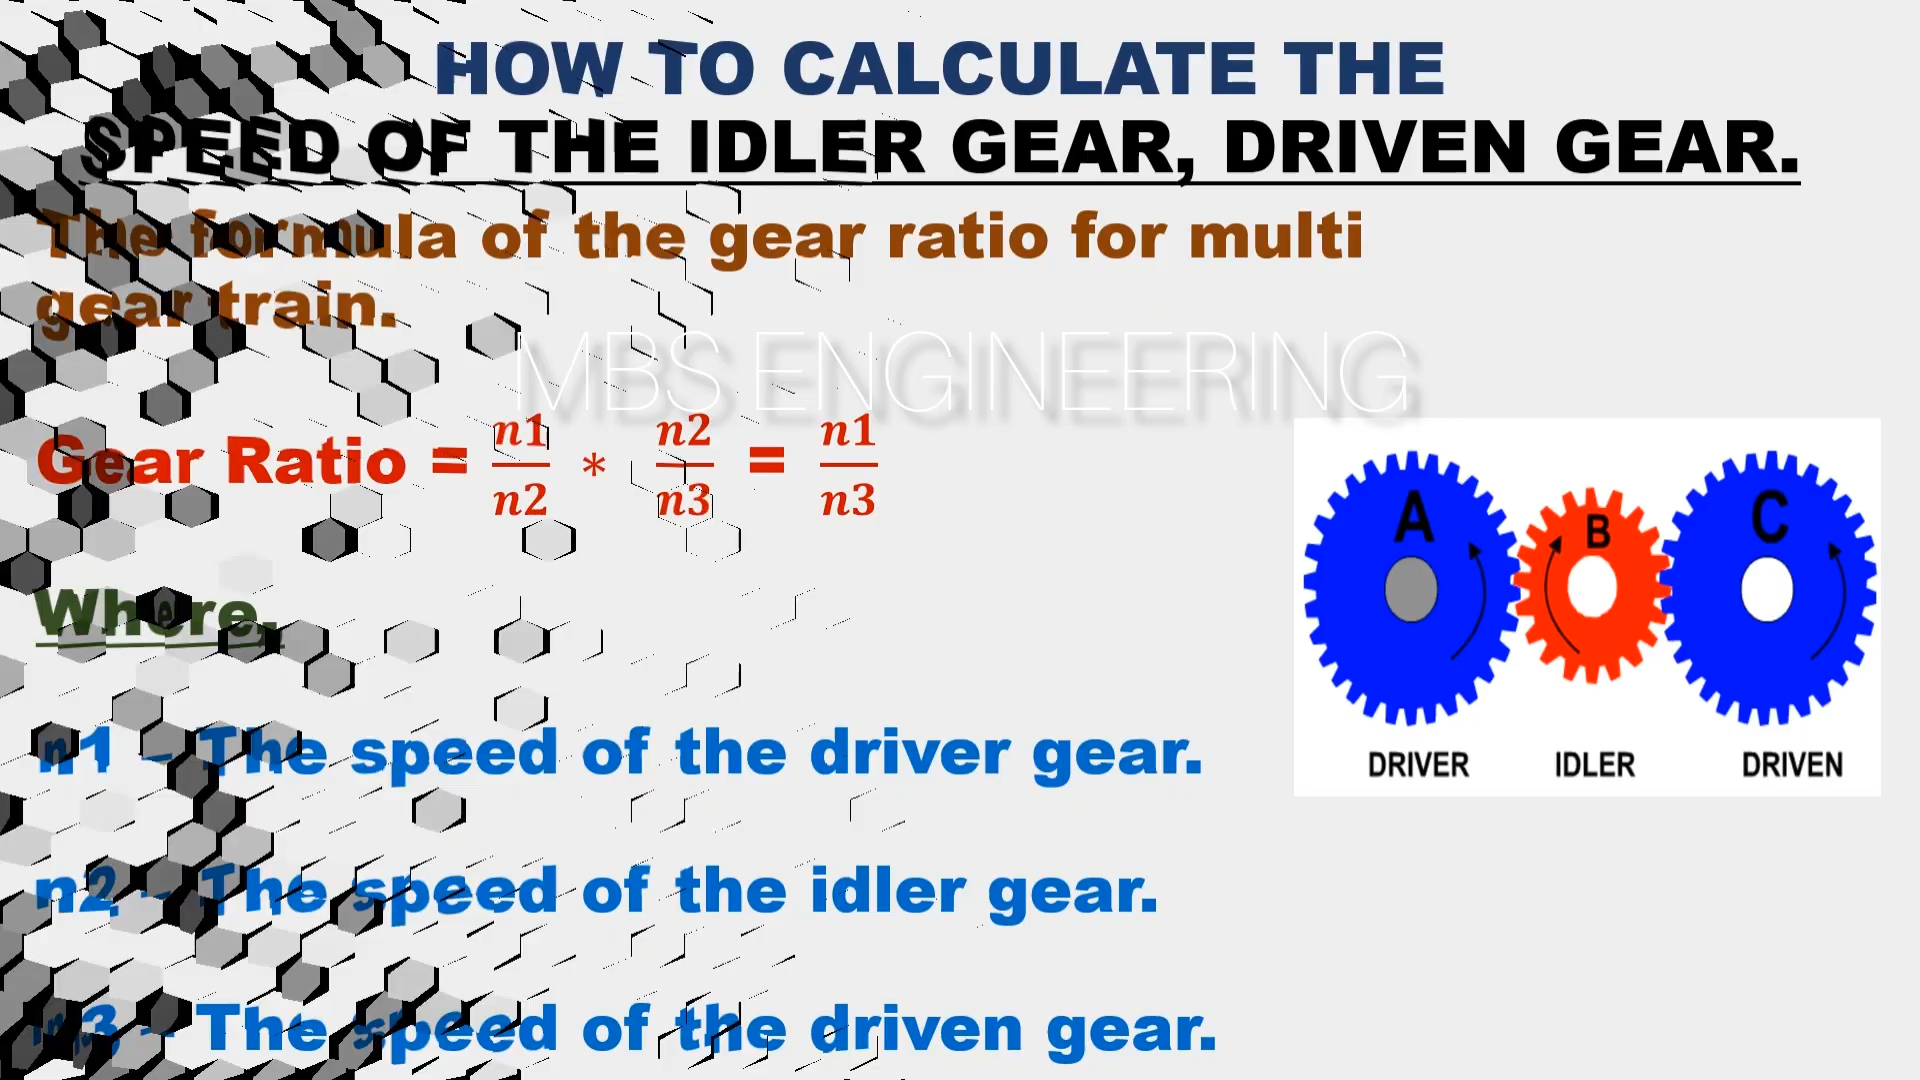 HOW TO CALCULATE THE
SPEED OF THE IDLER GEAR, DRIVEN GEAR.
The formula of the gear ratio for multi
gear train.
MBS ENGINEERING
Gear Ratio = n1/n2 * n2/n3 = n1/n3
A
B
C
Where,
n1 - The speed of the driver gear.
DRIVER IDLER DRIVEN
n2 - The speed of the idler gear.
n3 - The speed of the driven gear.